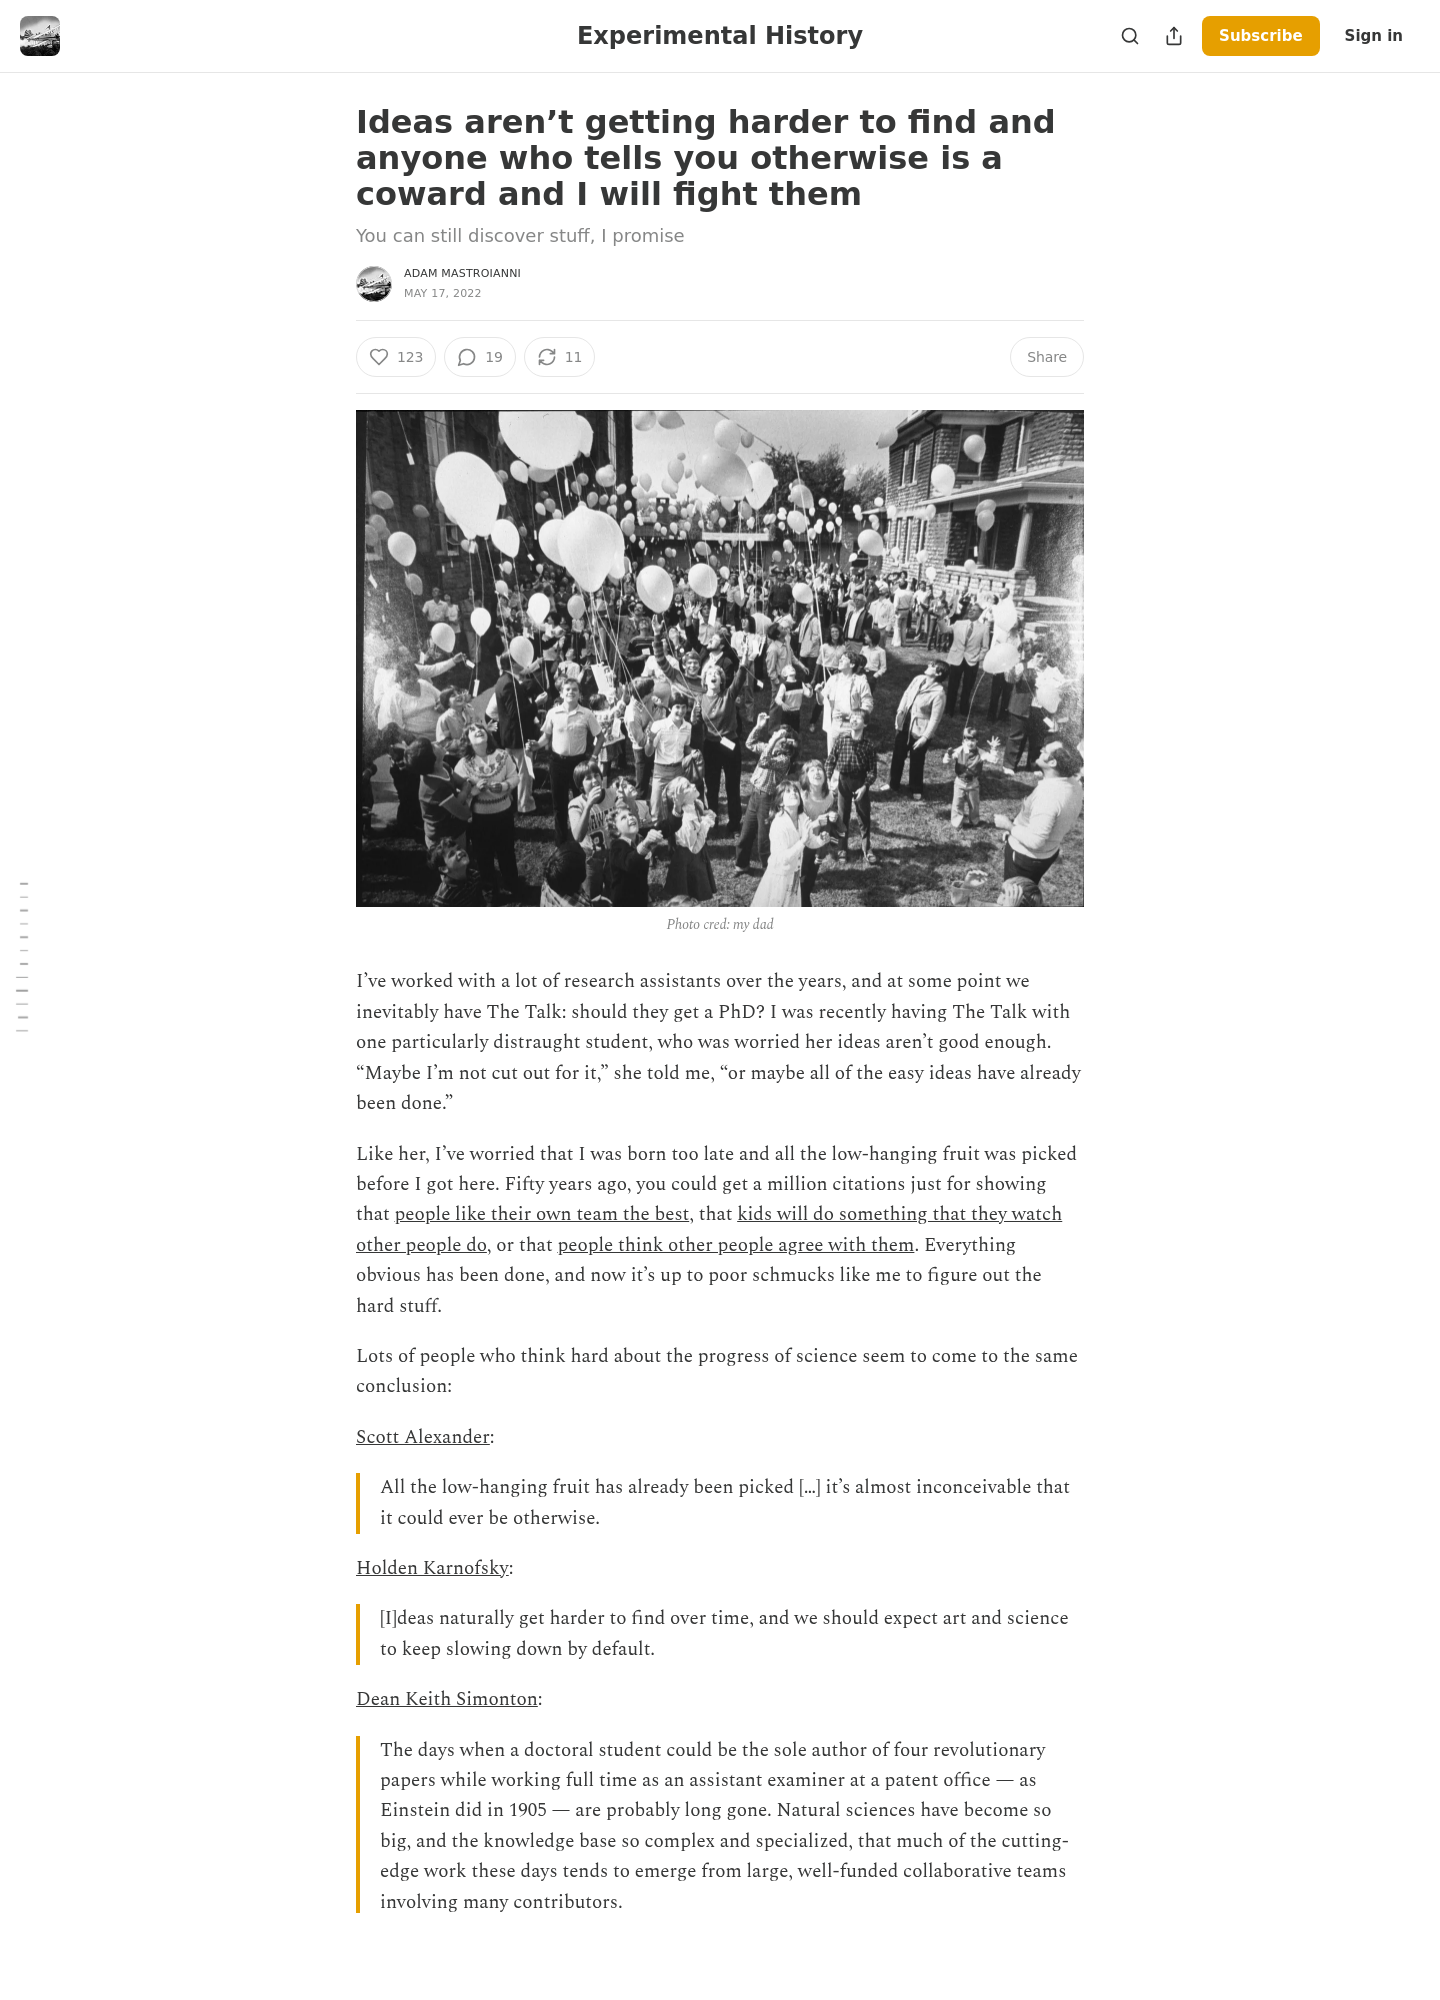 Experimental History
Subscribe
Sign in
Ideas aren’t getting harder to find and
anyone who tells you otherwise is a
coward and I will fight them
You can still discover stuff, I promise
ADAM MASTROIANNI
MAY 17, 2022
123
19
11
Share
Photo cred: my dad
I’ve worked with a lot of research assistants over the years, and at some point we
inevitably have The Talk: should they get a PhD? I was recently having The Talk with
one particularly distraught student, who was worried her ideas aren’t good enough.
“Maybe I’m not cut out for it,” she told me, “or maybe all of the easy ideas have already
been done.”
Like her, I’ve worried that I was born too late and all the low-hanging fruit was picked
before I got here. Fifty years ago, you could get a million citations just for showing
that people like their own team the best, that kids will do something that they watch
other people do, or that people think other people agree with them. Everything
obvious has been done, and now it’s up to poor schmucks like me to figure out the
hard stuff.
Lots of people who think hard about the progress of science seem to come to the same
conclusion:
Scott Alexander:
All the low-hanging fruit has already been picked […] it’s almost inconceivable that
it could ever be otherwise.
Holden Karnofsky:
[I]deas naturally get harder to find over time, and we should expect art and science
to keep slowing down by default.
Dean Keith Simonton:
The days when a doctoral student could be the sole author of four revolutionary
papers while working full time as an assistant examiner at a patent office — as
Einstein did in 1905 — are probably long gone. Natural sciences have become so
big, and the knowledge base so complex and specialized, that much of the cutting-
edge work these days tends to emerge from large, well-funded collaborative teams
involving many contributors.